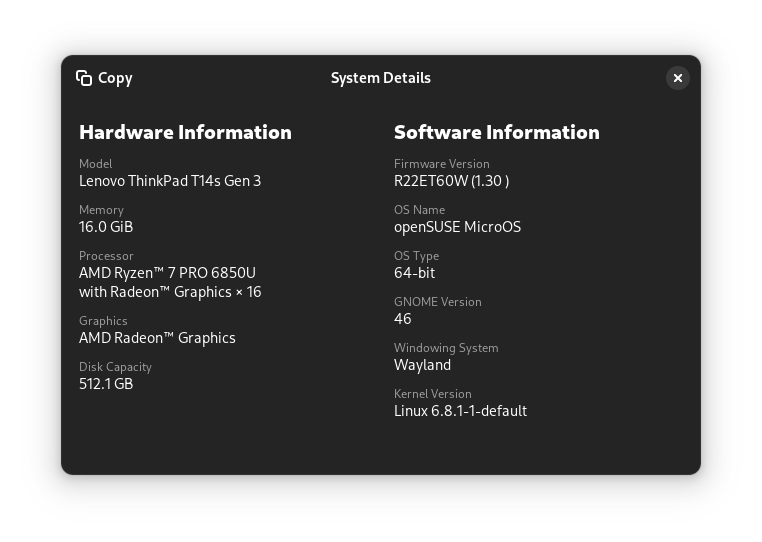 Copy
System Details
Hardware Information
Model
Lenovo ThinkPad T14s Gen 3
Memory
16.0 GiB
Processor
AMD Ryzen™ 7 PRO 6850U
with Radeon™ Graphics × 16
Graphics
AMD Radeon™ Graphics
Disk Capacity
512.1 GB
Software Information
Firmware Version
R22ET60W (1.30 )
OS Name
openSUSE MicroOS
OS Type
64-bit
GNOME Version
46
Windowing System
Wayland
Kernel Version
Linux 6.8.1-1-default